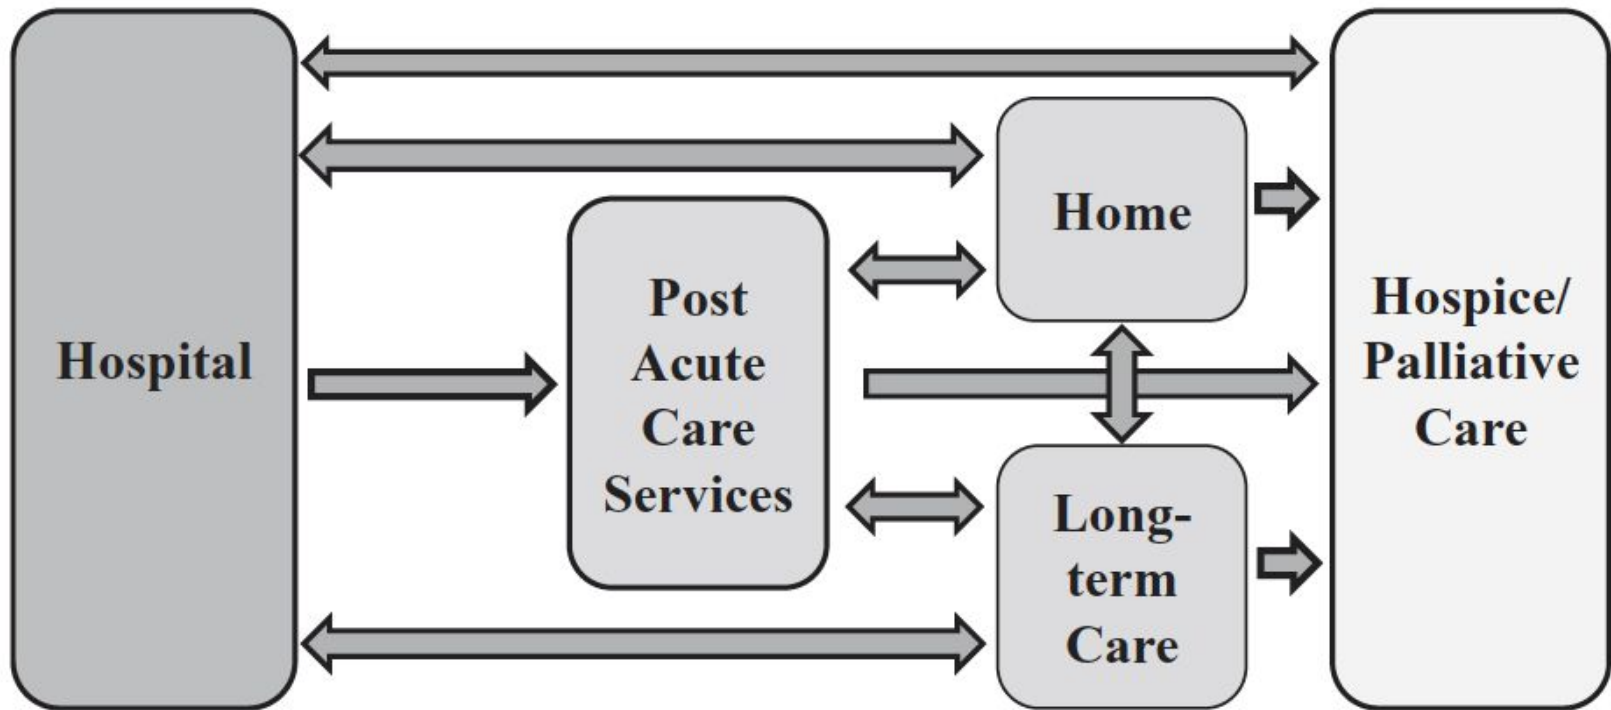 Hospital
Post
Acute
Care
Services
Home
Long-
term
Care
Hospice/
Palliative
Care